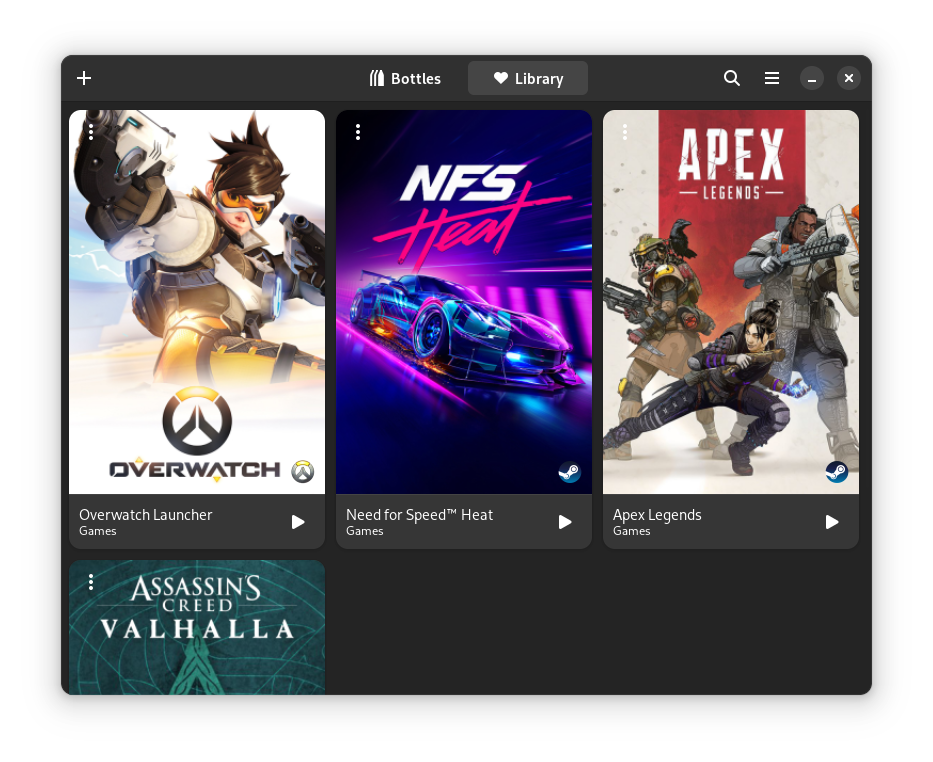 Bottles
Library
NFS
Heat
APEX
LEGENDS
OVERWATCH
Overwatch Launcher
Games
Need for Speed™ Heat
Games
Apex Legends
Games
ASSASSIN'S
CREED
VALHALLA